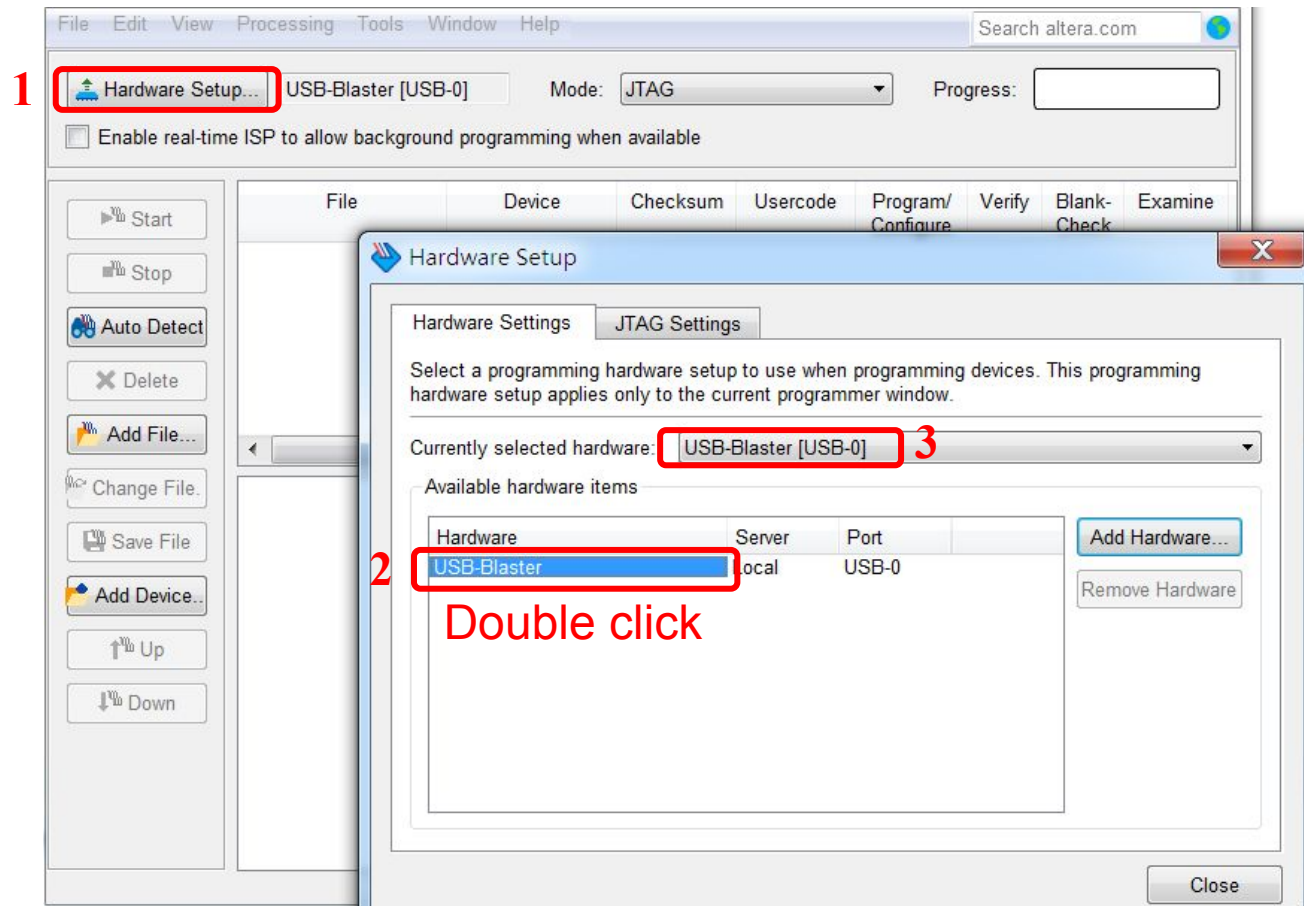 File Edit View Processing Tools Window Help Search altera.com
1 Hardware Setup... USB-Blaster [USB-0] Mode: JTAG Progress:
Enable real-time ISP to allow background programming when available
File Device Checksum Usercode Program/ Verify Blank- Examine
Configure Check
Start
Stop
Auto Detect
Delete
Add File...
Change File.
Save File
Add Device..
Up
Down
Hardware Setup
Hardware Settings JTAG Settings
Select a programming hardware setup to use when programming devices. This programming
hardware setup applies only to the current programmer window.
Currently selected hardware: USB-Blaster [USB-0] 3
Available hardware items
Hardware Server Port
2 USB-Blaster Local USB-0
Double click
Add Hardware...
Remove Hardware
Close